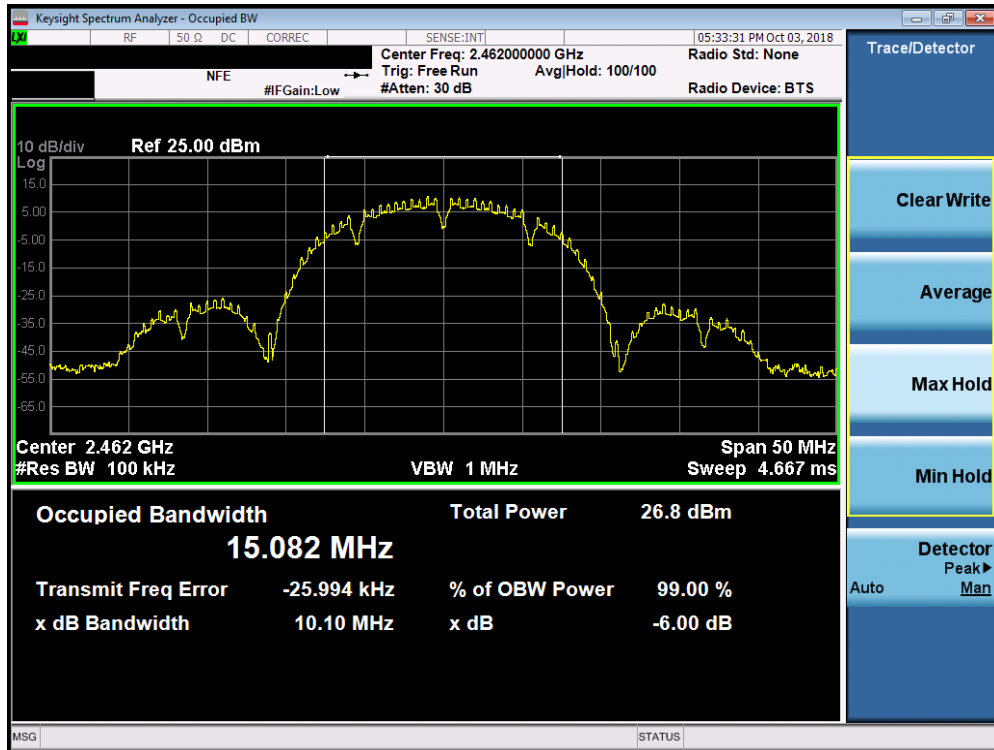 Keysight Spectrum Analyzer - Occupied BW
LXI RF 50 Ω DC CORREC SENSE:INT 05:33:31 PM Oct 03, 2018
Center Freq: 2.462000000 GHz Radio Std: None
NFE Trig: Free Run Avg|Hold: 100/100
#IFGain:Low #Atten: 30 dB Radio Device: BTS
10 dB/div Ref 25.00 dBm
Log
15.0
5.00
-5.00
-15.0
-25.0
-35.0
-45.0
-55.0
-65.0
Center 2.462 GHz Span 50 MHz
#Res BW 100 kHz VBW 1 MHz Sweep 4.667 ms
Occupied Bandwidth Total Power 26.8 dBm
15.082 MHz
Transmit Freq Error -25.994 kHz % of OBW Power 99.00 %
x dB Bandwidth 10.10 MHz x dB -6.00 dB
Trace/Detector
Clear Write
Average
Max Hold
Min Hold
Detector
Peak▶
Auto Man
MSG STATUS